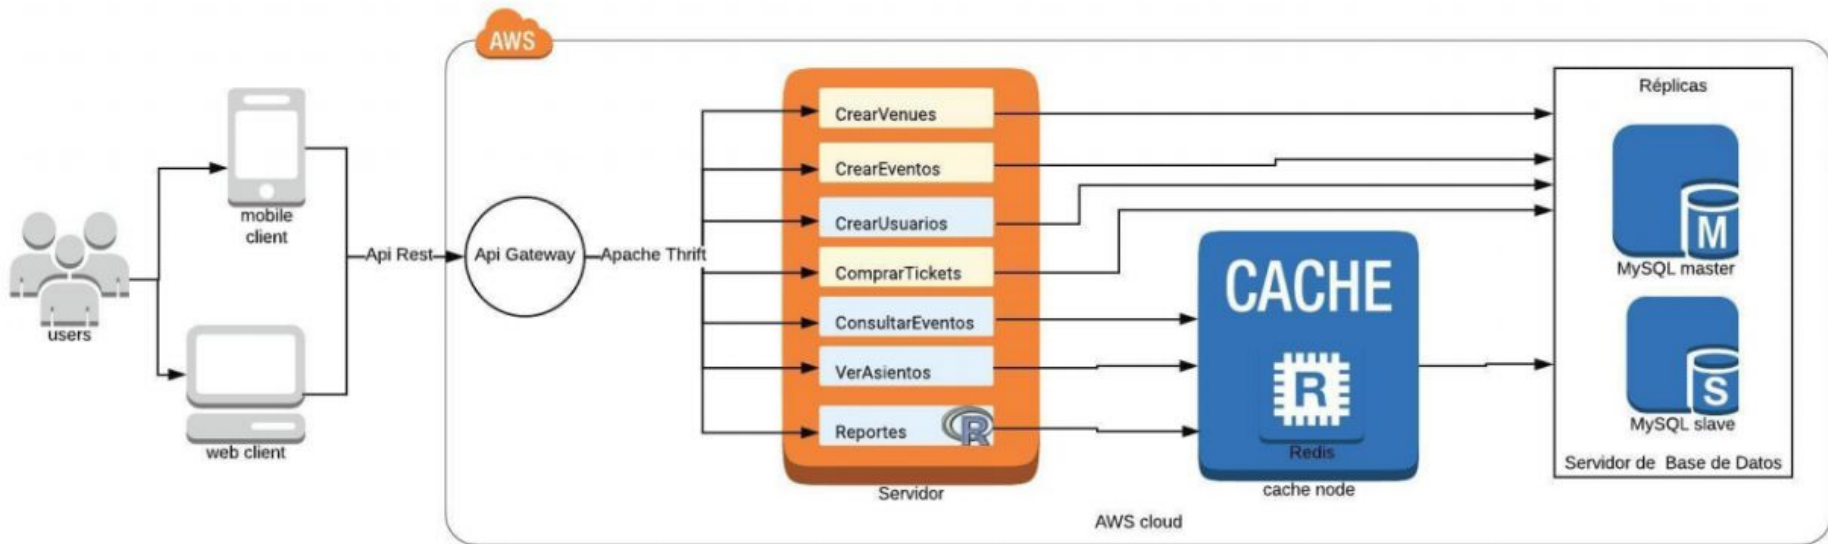 AWS
users
mobile
client
web client
Api Rest
Api Gateway
Apache Thrift
CrearVenues
CrearEventos
CrearUsuarios
ComprarTickets
ConsultarEventos
VerAsientos
Reportes
R
Servidor
CACHE
R
Redis
cache node
Réplicas
M
MySQL master
S
MySQL slave
Servidor de Base de Datos
AWS cloud